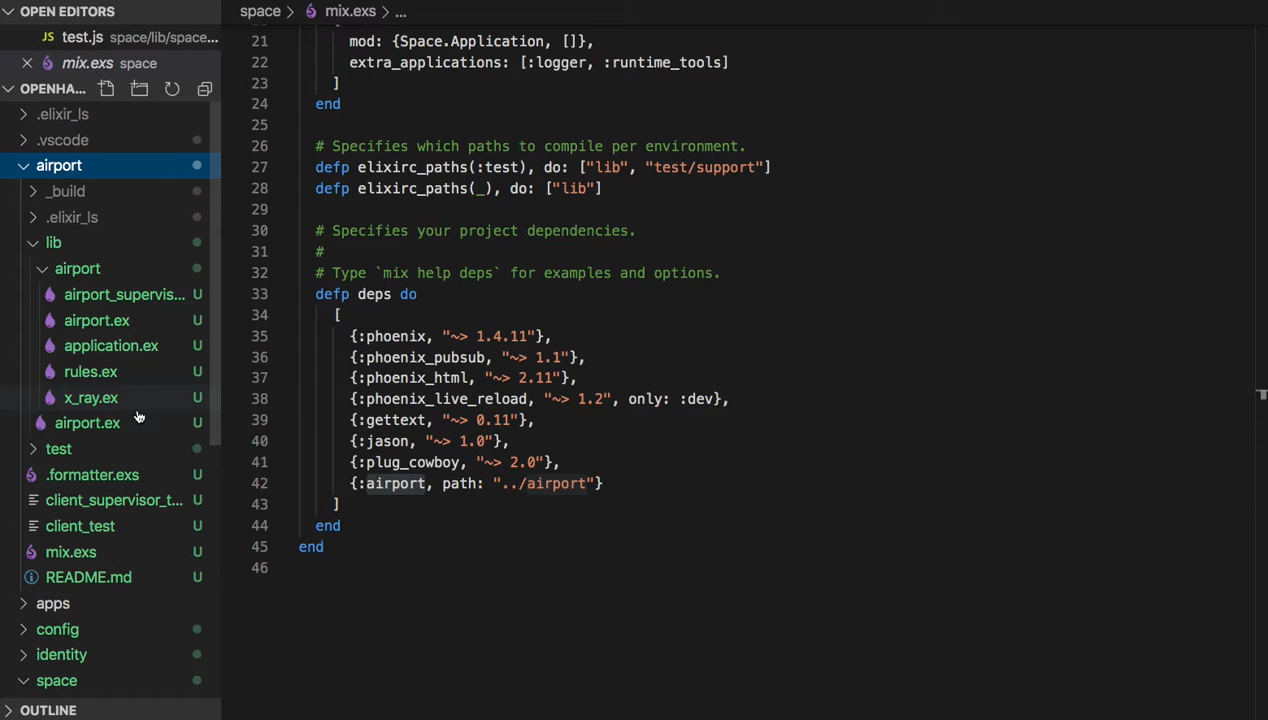 OPEN EDITORS
JS test.js space/lib/space...
mix.exs space
OPENHA...
.elixir_ls
.vscode
airport
_build
.elixir_ls
lib
airport
airport_supervis... U
airport.ex U
application.ex U
rules.ex U
x_ray.ex U
airport.ex U
test
.formatter.exs U
client_supervisor_t... U
client_test U
mix.exs U
README.md U
apps
config
identity
space
OUTLINE
space > mix.exs > ...
21 mod: {Space.Application, []},
22 extra_applications: [:logger, :runtime_tools]
23 ]
24 end
25
26 # Specifies which paths to compile per environment.
27 defp elixirc_paths(:test), do: ["lib", "test/support"]
28 defp elixirc_paths(_), do: ["lib"]
29
30 # Specifies your project dependencies.
31 #
32 # Type `mix help deps` for examples and options.
33 defp deps do
34 [
35 {:phoenix, "~> 1.4.11"},
36 {:phoenix_pubsub, "~> 1.1"},
37 {:phoenix_html, "~> 2.11"},
38 {:phoenix_live_reload, "~> 1.2", only: :dev},
39 {:gettext, "~> 0.11"},
40 {:jason, "~> 1.0"},
41 {:plug_cowboy, "~> 2.0"},
42 {:airport, path: "../airport"}
43 ]
44 end
45 end
46